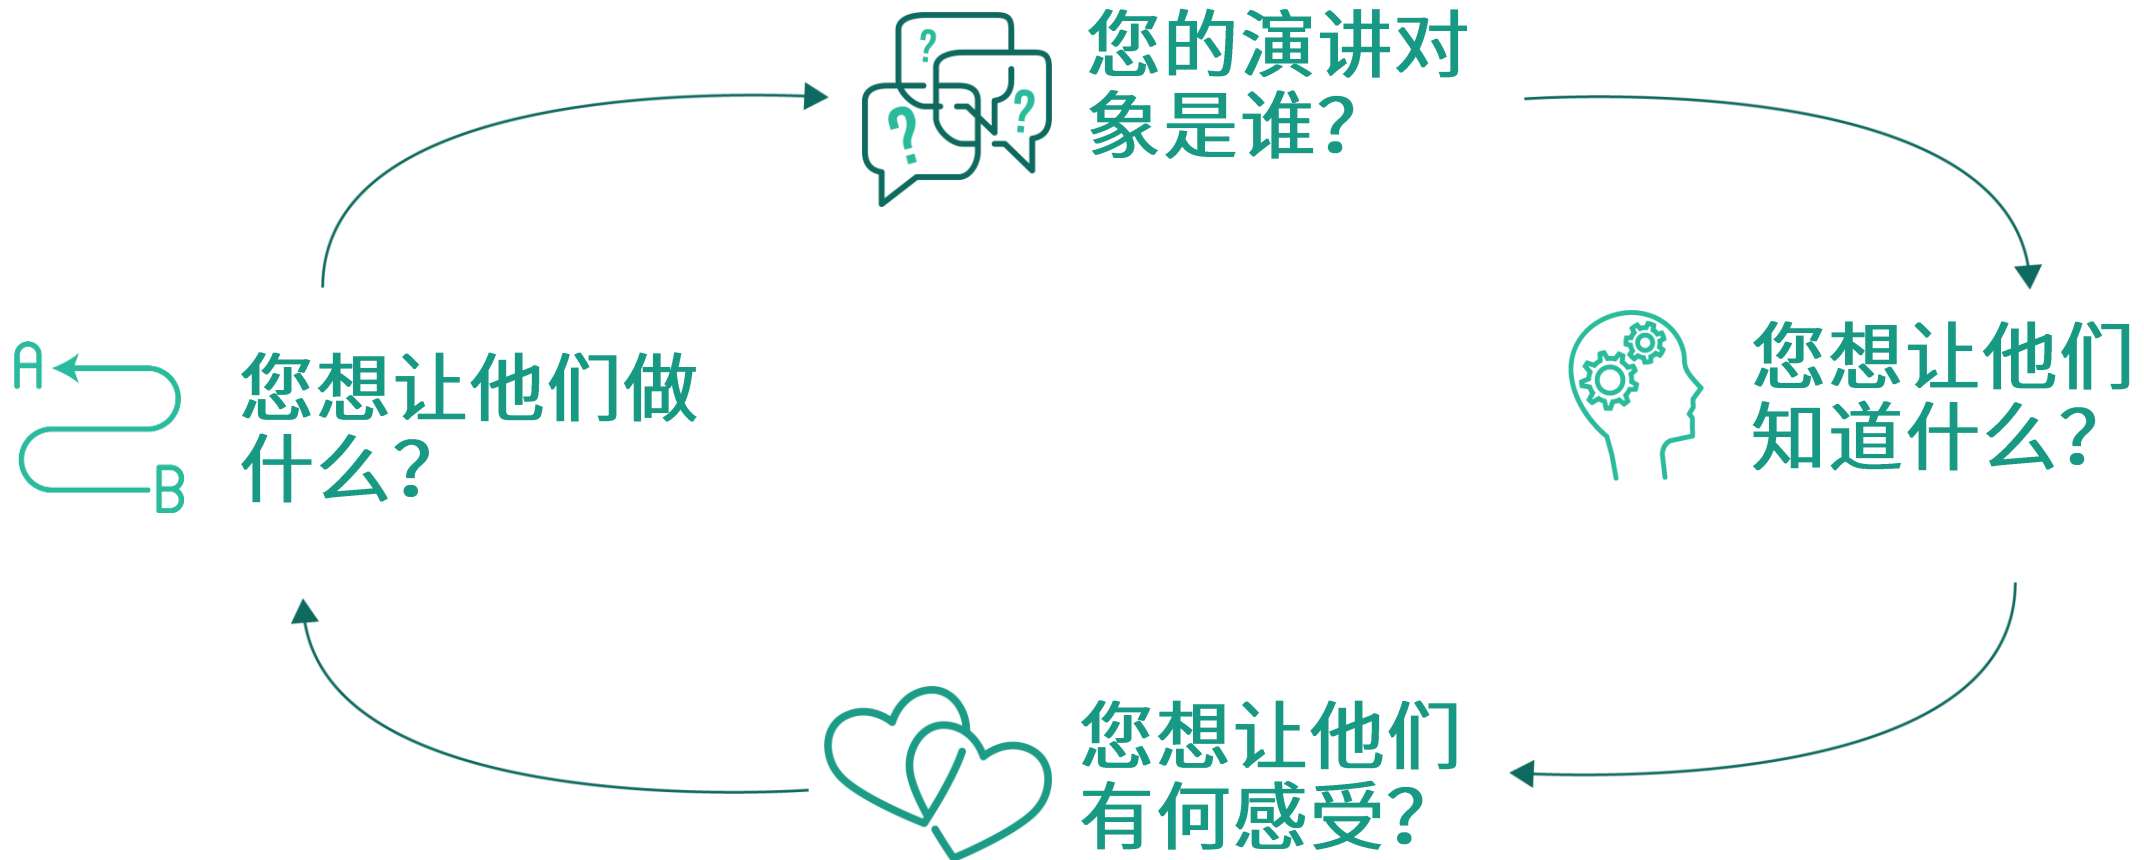 您的演讲对
象是谁？
您想让他们
知道什么？
您想让他们
有何感受？
您想让他们做
什么？
A
B
?
?
?